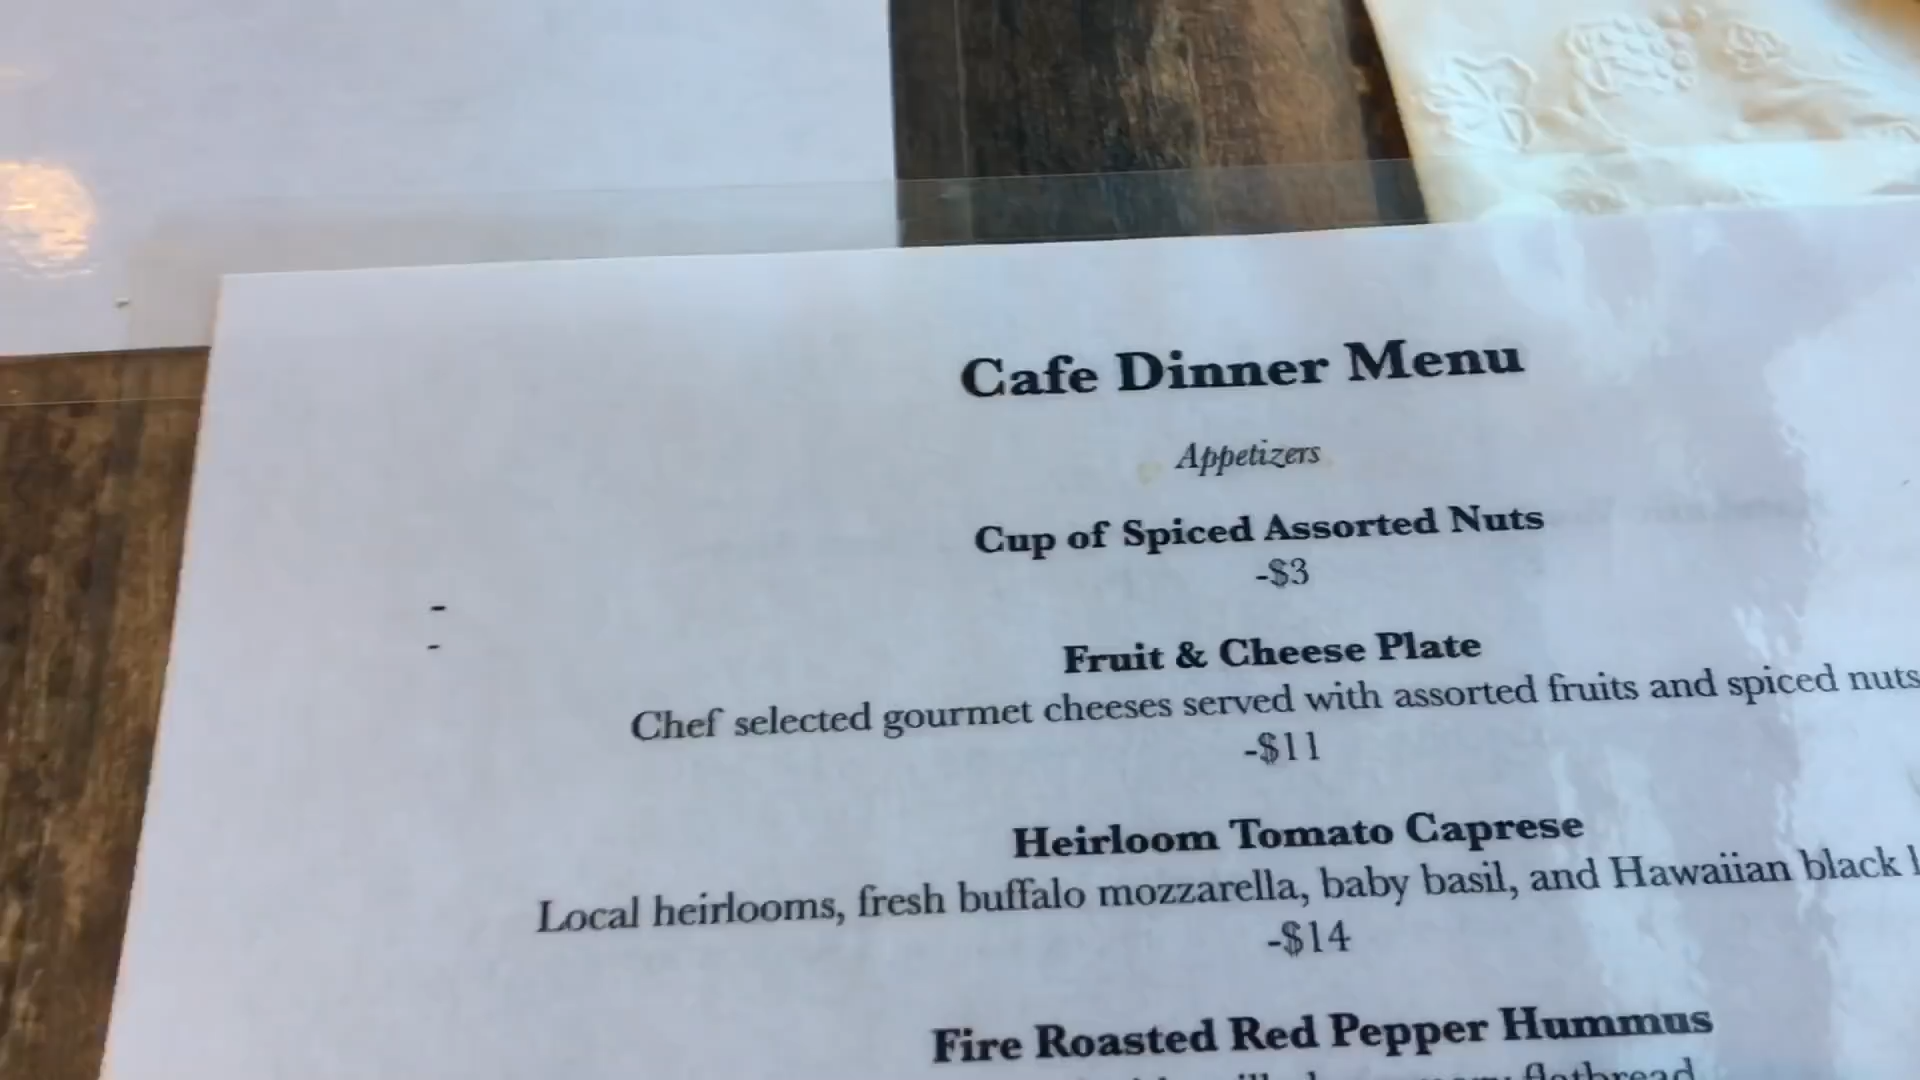 Cafe Dinner Menu
Appetizers
Cup of Spiced Assorted Nuts
-$3
Fruit & Cheese Plate
Chef selected gourmet cheeses served with assorted fruits and spiced nuts
-$11
Heirloom Tomato Caprese
Local heirlooms, fresh buffalo mozzarella, baby basil, and Hawaiian black
-$14
Fire Roasted Red Pepper Hummus
flatbread